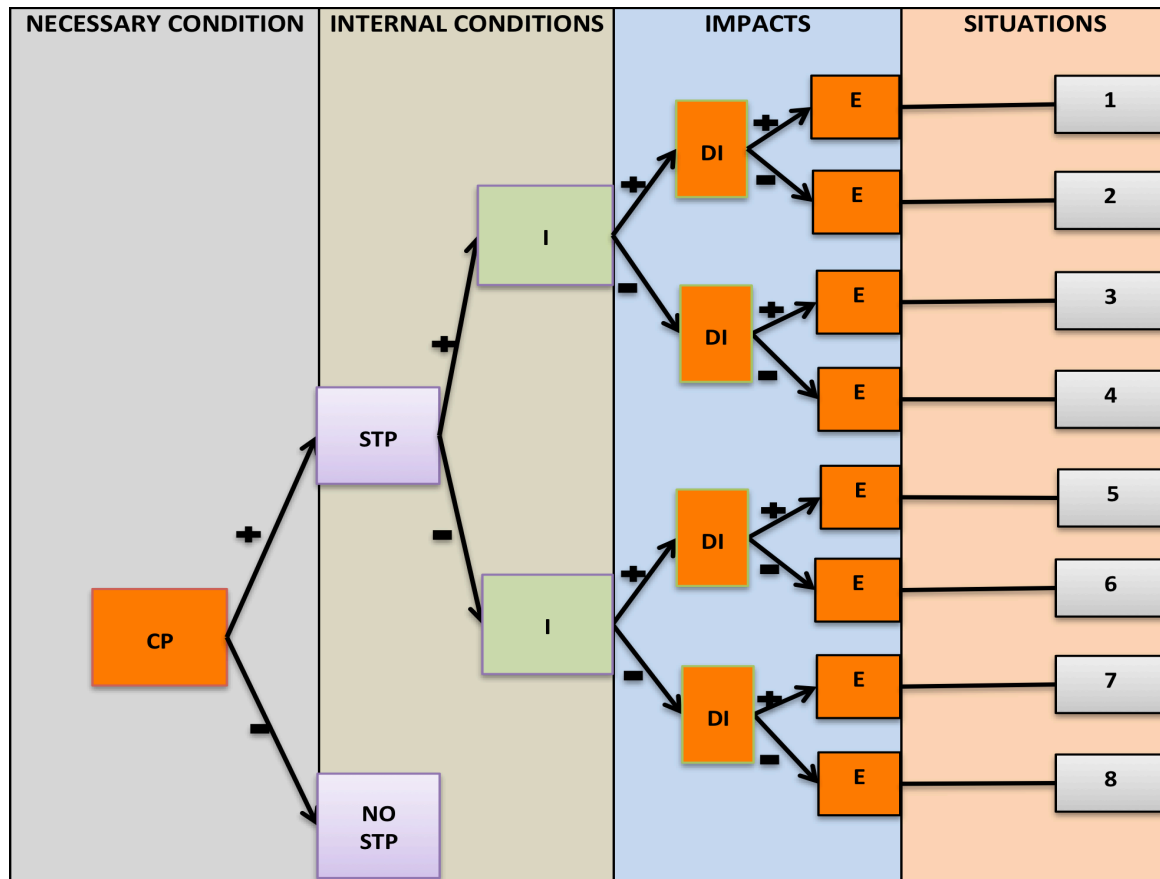 NECESSARY CONDITION
INTERNAL CONDITIONS
IMPACTS
SITUATIONS
CP
+
-
STP
NO
STP
+
-
I
I
+
-
+
-
DI
DI
DI
DI
+
-
+
-
+
-
+
-
E
E
E
E
E
E
E
E
1
2
3
4
5
6
7
8